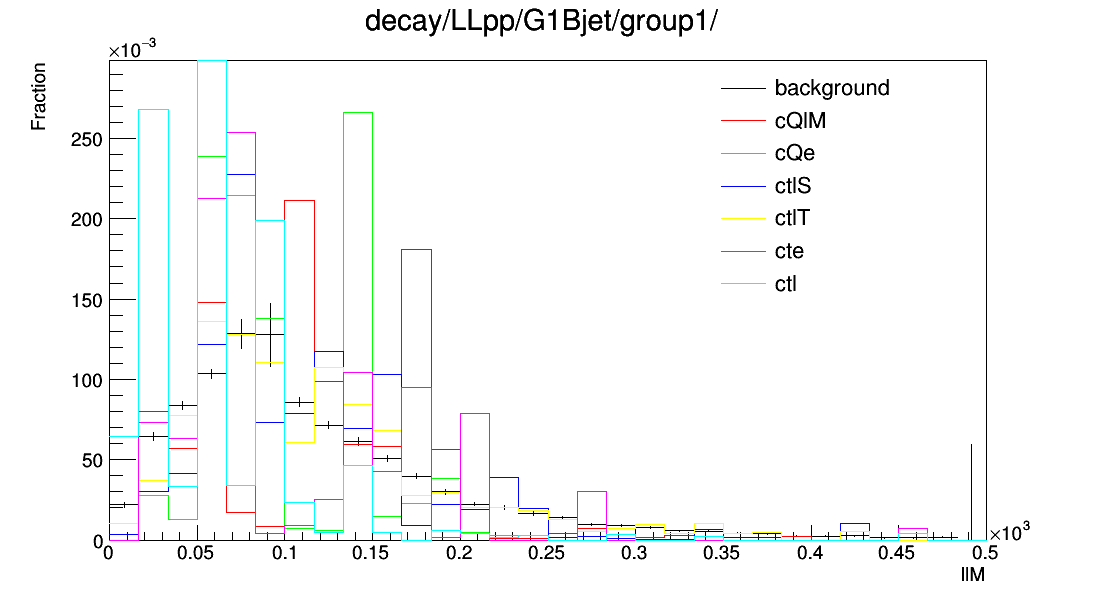 decay/LLpp/G1Bjet/group1/
×10−3
Fraction
background
cQlM
cQe
ctlS
ctlT
cte
ctl
250
200
150
100
50
0
0 0.05 0.1 0.15 0.2 0.25 0.3 0.35 0.4 0.45 0.5
×103
llM